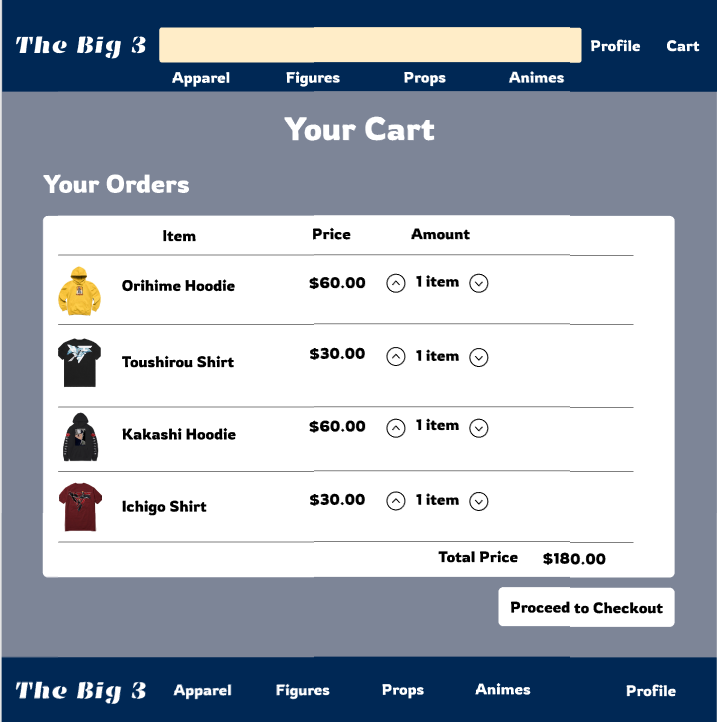 The Big 3 Profile Cart
Apparel Figures Props Animes
Your Cart
Your Orders
Item Price Amount
Orihime Hoodie $60.00 1 item
Toushirou Shirt $30.00 1 item
Kakashi Hoodie $60.00 1 item
Ichigo Shirt $30.00 1 item
Total Price $180.00
Proceed to Checkout
The Big 3 Apparel Figures Props Animes Profile